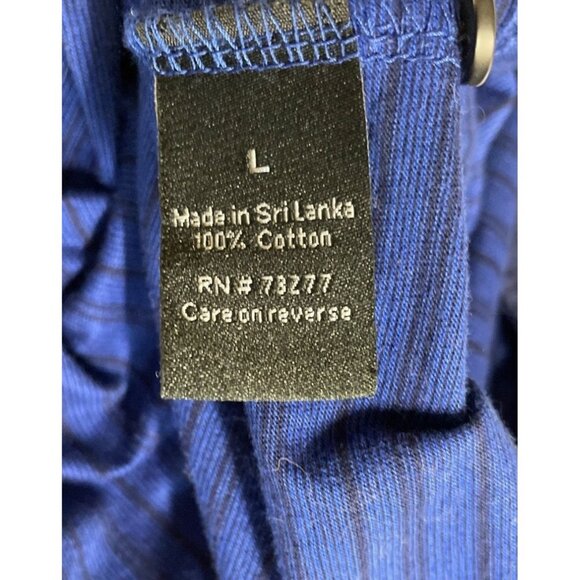 L
Made in Sri Lanka
100% Cotton
RN # 73277
Care on reverse